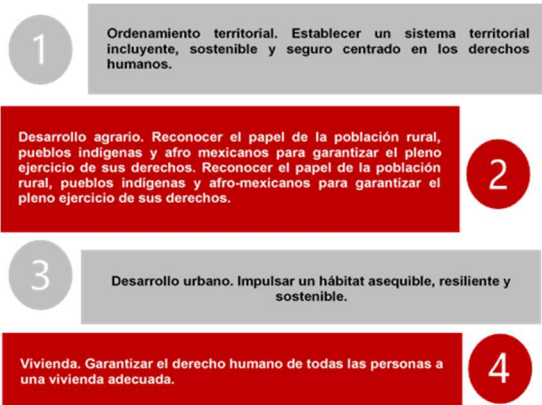 1
Ordenamiento territorial. Establecer un sistema territorial
incluyente, sostenible y seguro centrado en los derechos
humanos.
Desarrollo agrario. Reconocer el papel de la población rural,
pueblos indígenas y afro mexicanos para garantizar el pleno
ejercicio de sus derechos. Reconocer el papel de la población
rural, pueblos indígenas y afro-mexicanos para garantizar el
pleno ejercicio de sus derechos.
2
3
Desarrollo urbano. Impulsar un hábitat asequible, resiliente y
sostenible.
Vivienda. Garantizar el derecho humano de todas las personas a
una vivienda adecuada.
4